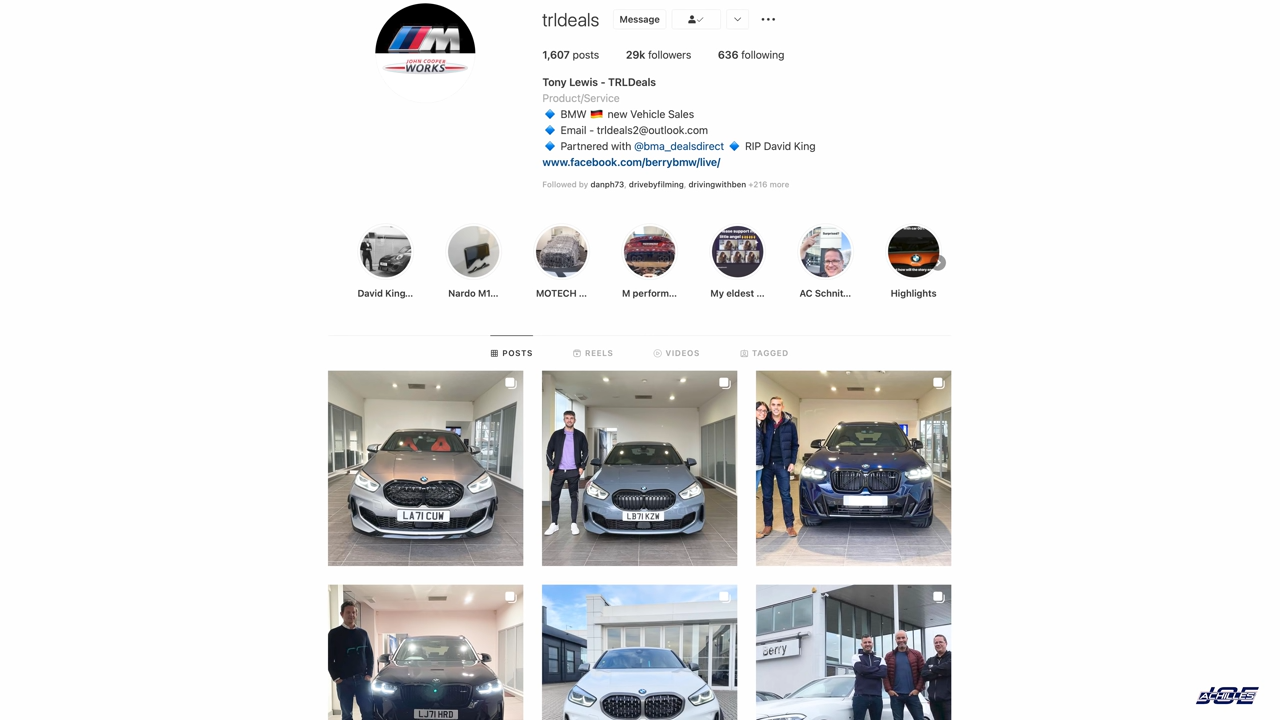 M
JOHN COOPER
WORKS
trldeals
Message
1,607 posts
29k followers
636 following
Tony Lewis - TRLDeals
Product/Service
BMW 🇩🇪 new Vehicle Sales
Email - trldeals2@outlook.com
Partnered with @bma_dealsdirect 🔷 RIP David King
www.facebook.com/berrybmw/live/
Followed by danph73, drivebyfilming, drivingwithben +216 more
David King...
Nardo M1...
MOTECH ...
M perform...
My eldest ...
AC Schnit...
Highlights
POSTS
REELS
VIDEOS
TAGGED
LA71 CUW
LB71 KZW
LJ71 HRD
Berry
JOE
ACHILLES